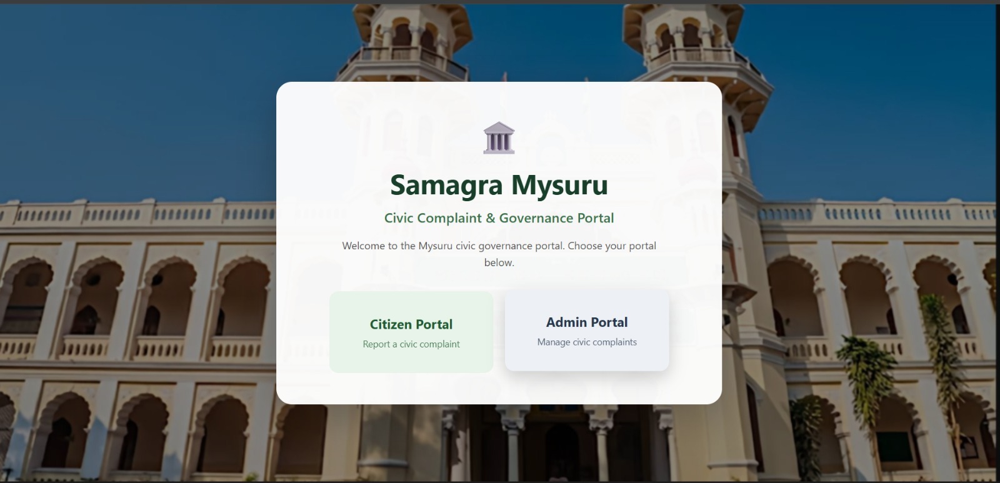 Samagra Mysuru
Civic Complaint & Governance Portal
Welcome to the Mysuru civic governance portal. Choose your portal
below.
Citizen Portal
Report a civic complaint
Admin Portal
Manage civic complaints